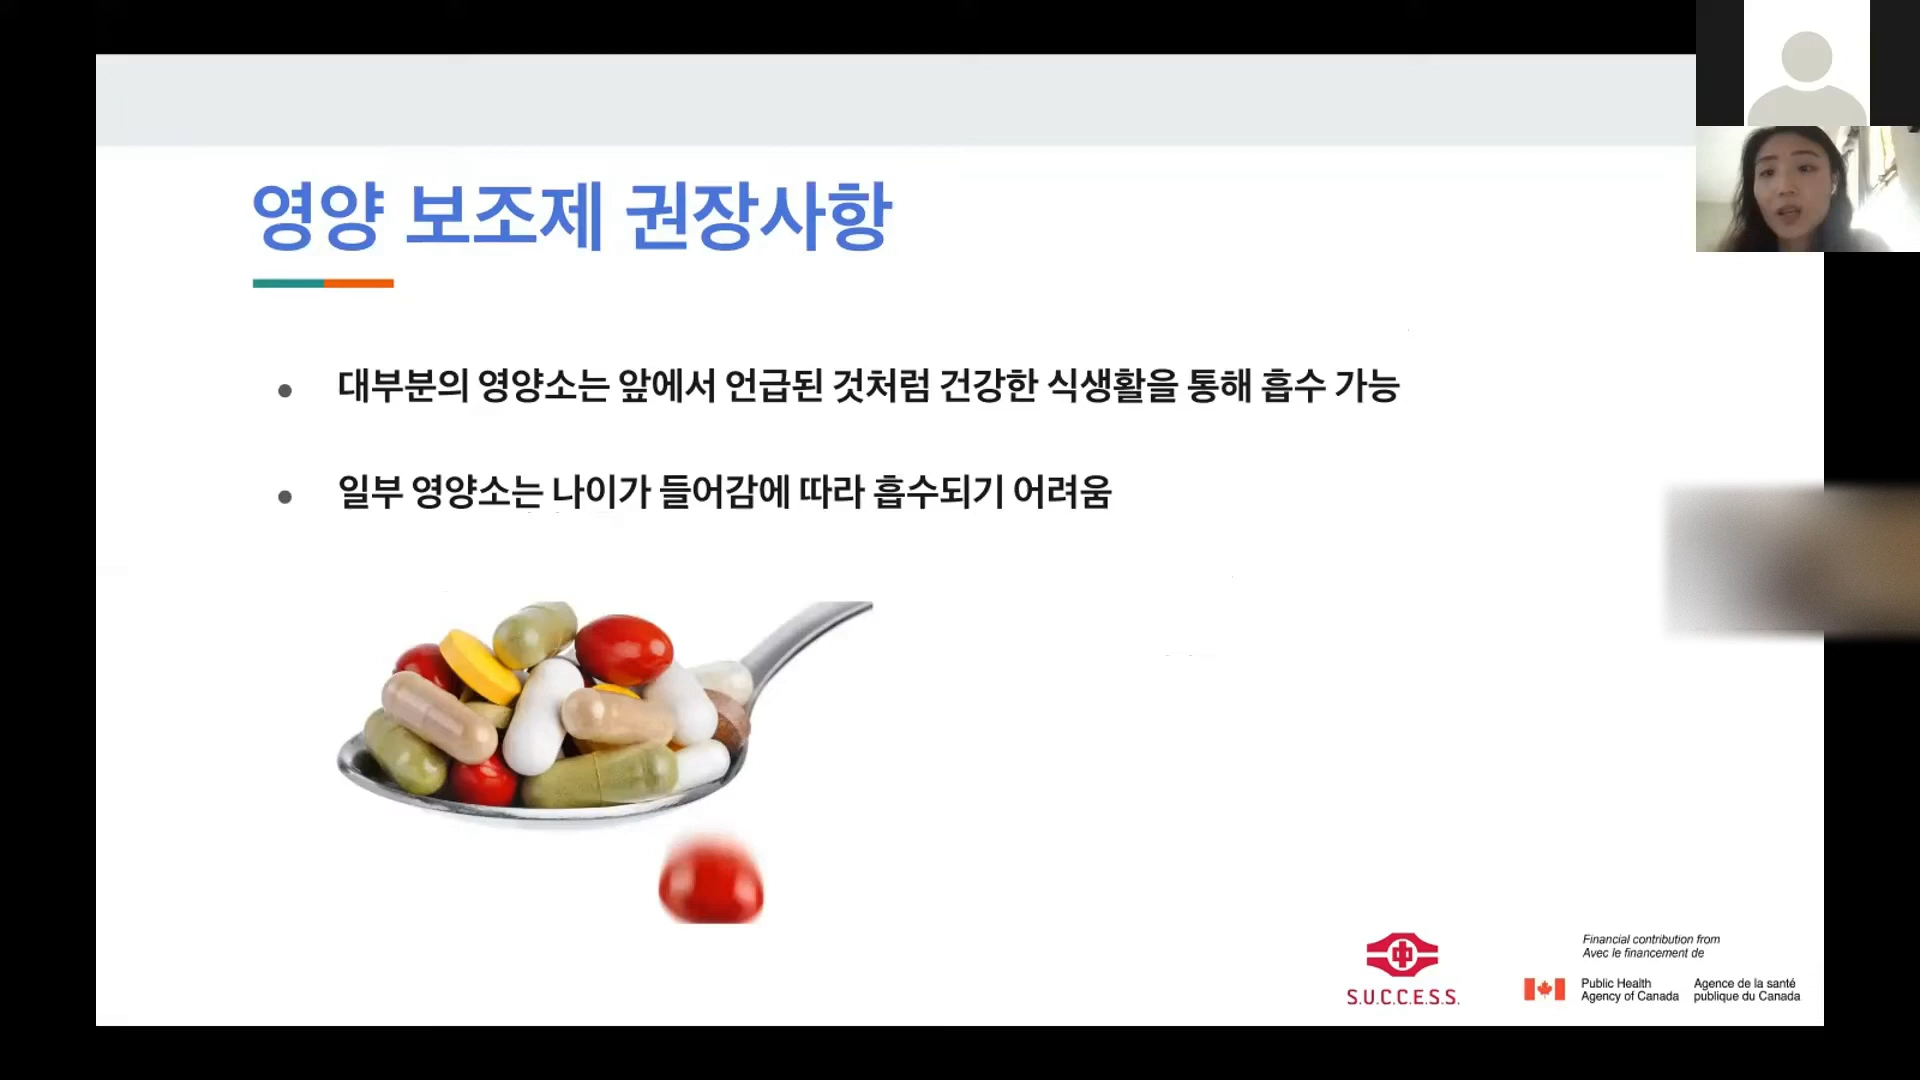 영양 보조제 권장사항
대부분의 영양소는 앞에서 언급된 것처럼 건강한 식생활을 통해 흡수 가능
일부 영양소는 나이가 들어감에 따라 흡수되기 어려움
S.U.C.C.E.S.S.
Financial contribution from
Avec le financement de
Public Health
Agency of Canada
Agence de la santé
publique du Canada